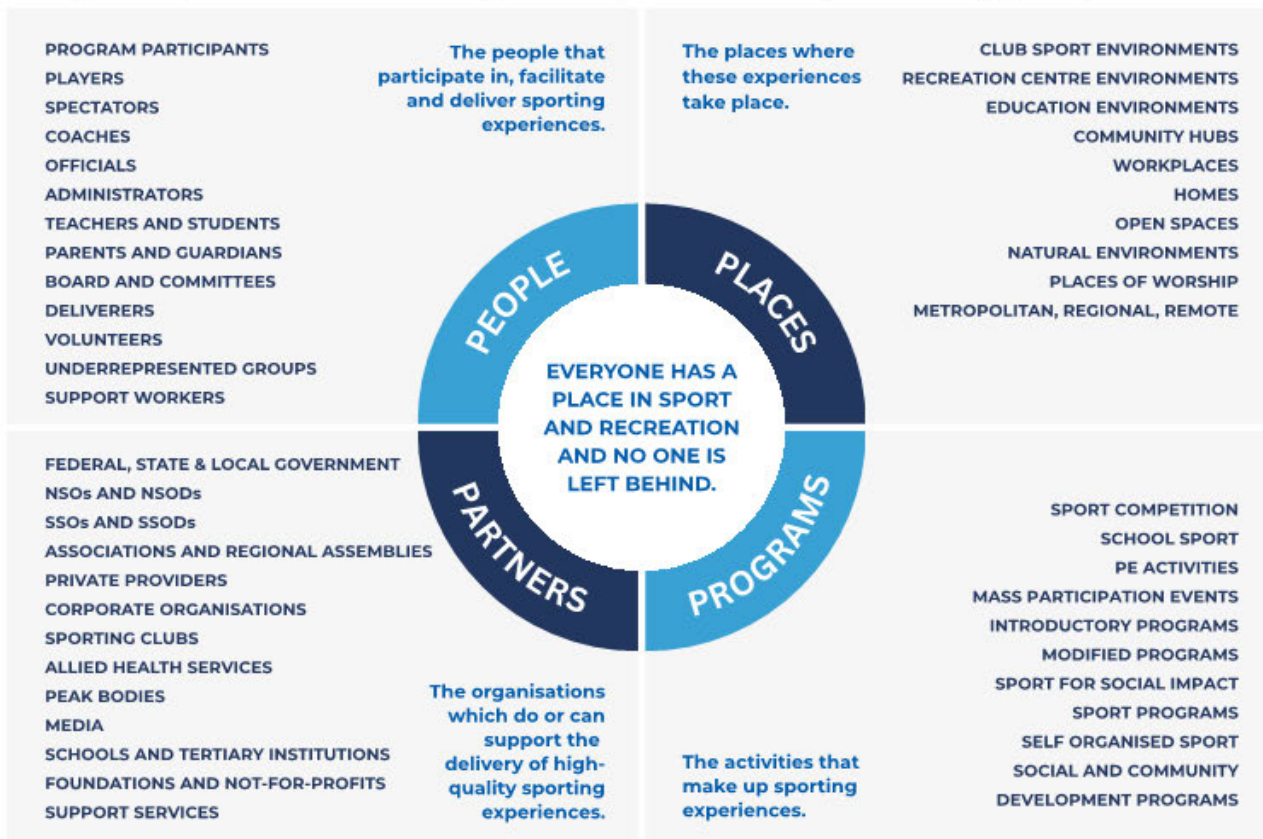 PROGRAM PARTICIPANTS
PLAYERS
SPECTATORS
COACHES
OFFICIALS
ADMINISTRATORS
TEACHERS AND STUDENTS
PARENTS AND GUARDIANS
BOARD AND COMMITTEES
DELIVERERS
VOLUNTEERS
UNDERREPRESENTED GROUPS
SUPPORT WORKERS
The people that
participate in, facilitate
and deliver sporting
experiences.
The places where
these experiences
take place.
CLUB SPORT ENVIRONMENTS
RECREATION CENTRE ENVIRONMENTS
EDUCATION ENVIRONMENTS
COMMUNITY HUBS
WORKPLACES
HOMES
OPEN SPACES
NATURAL ENVIRONMENTS
PLACES OF WORSHIP
METROPOLITAN, REGIONAL, REMOTE
PEOPLE
PLACES
EVERYONE HAS A
PLACE IN SPORT
AND RECREATION
AND NO ONE IS
LEFT BEHIND.
PARTNERS
PROGRAMS
FEDERAL, STATE & LOCAL GOVERNMENT
NSOs AND NSODs
SSOs AND SSODs
ASSOCIATIONS AND REGIONAL ASSEMBLIES
PRIVATE PROVIDERS
CORPORATE ORGANISATIONS
SPORTING CLUBS
ALLIED HEALTH SERVICES
PEAK BODIES
MEDIA
SCHOOLS AND TERTIARY INSTITUTIONS
FOUNDATIONS AND NOT-FOR-PROFITS
SUPPORT SERVICES
The organisations
which do or can
support the
delivery of high-
quality sporting
experiences.
The activities that
make up sporting
experiences.
SPORT COMPETITION
SCHOOL SPORT
PE ACTIVITIES
MASS PARTICIPATION EVENTS
INTRODUCTORY PROGRAMS
MODIFIED PROGRAMS
SPORT FOR SOCIAL IMPACT
SPORT PROGRAMS
SELF ORGANISED SPORT
SOCIAL AND COMMUNITY
DEVELOPMENT PROGRAMS